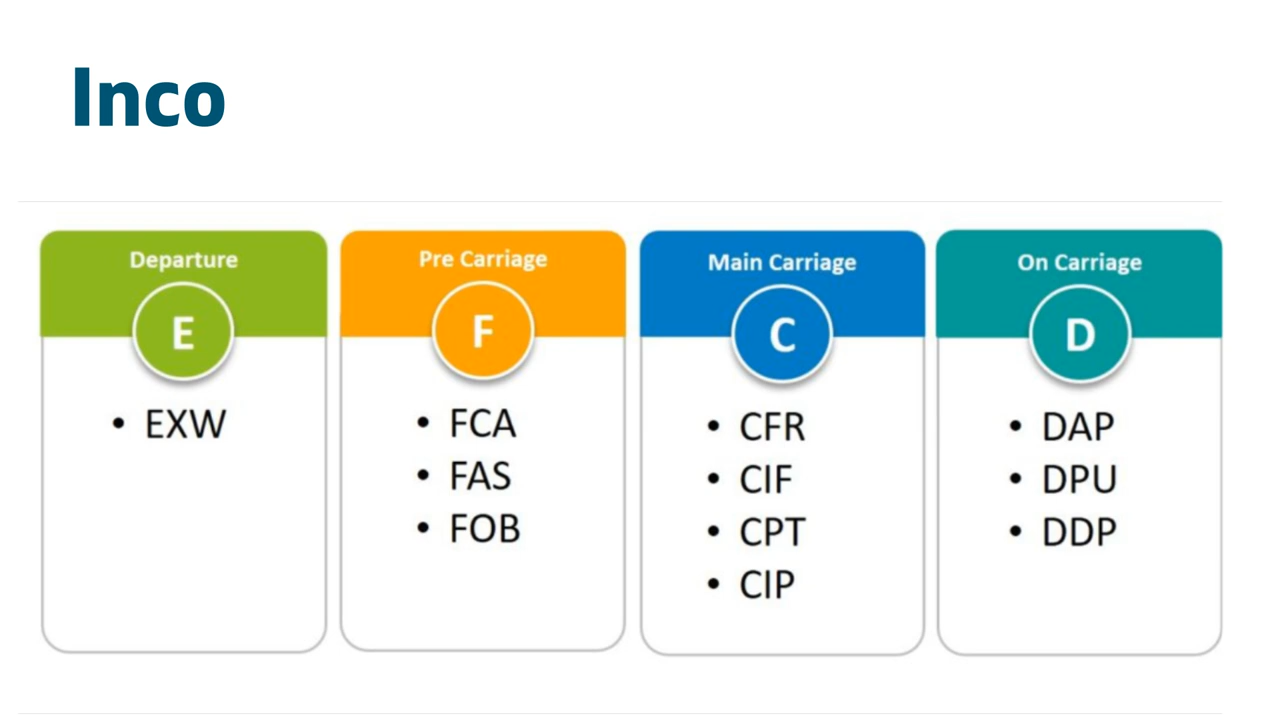 Inco
Departure
E
• EXW
Pre Carriage
F
• FCA
• FAS
• FOB
Main Carriage
C
• CFR
• CIF
• CPT
• CIP
On Carriage
D
• DAP
• DPU
• DDP